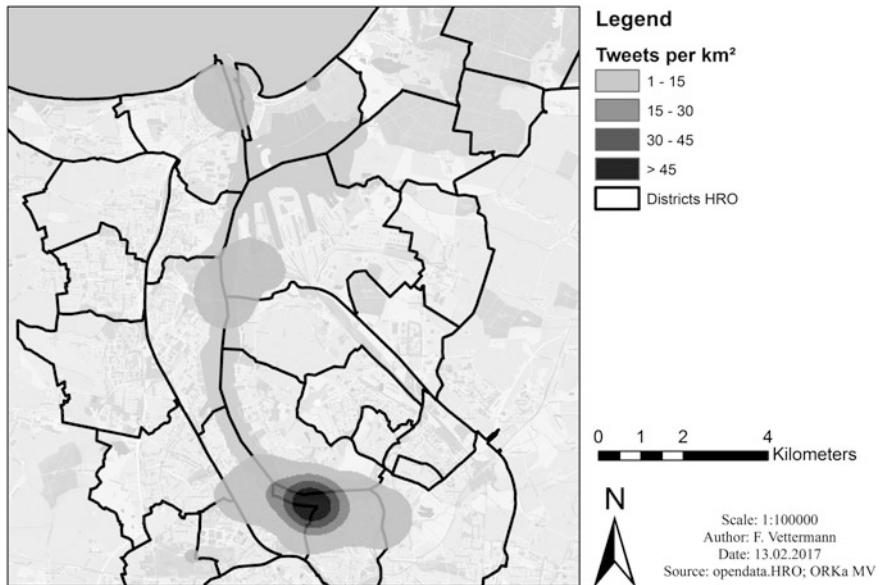 Legend
Tweets per km²
1 - 15
15 - 30
30 - 45
> 45
Districts HRO
0 1 2 4
Kilometers
N
Scale: 1:100000
Author: F. Vettermann
Date: 13.02.2017
Source: opendata.HRO; ORKa MV